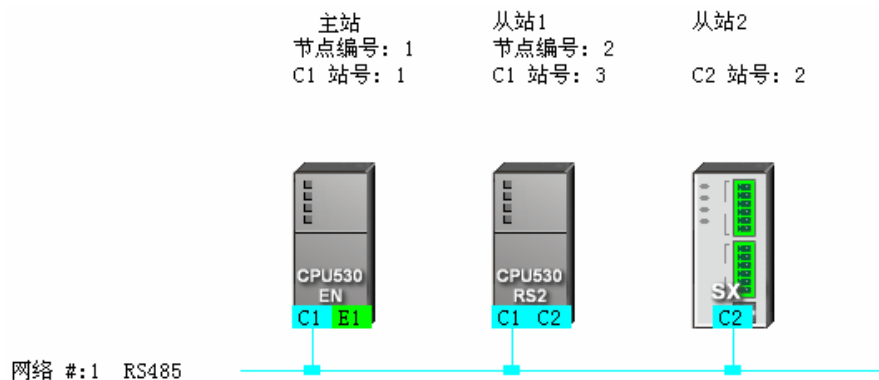 主站 从站1 从站2
节点编号: 1 节点编号: 2
C1 站号: 1 C1 站号: 3 C2 站号: 2
CPU530 CPU530
EN RS2 SX
C1 E1 C1 C2 C2
网络 #:1 RS485